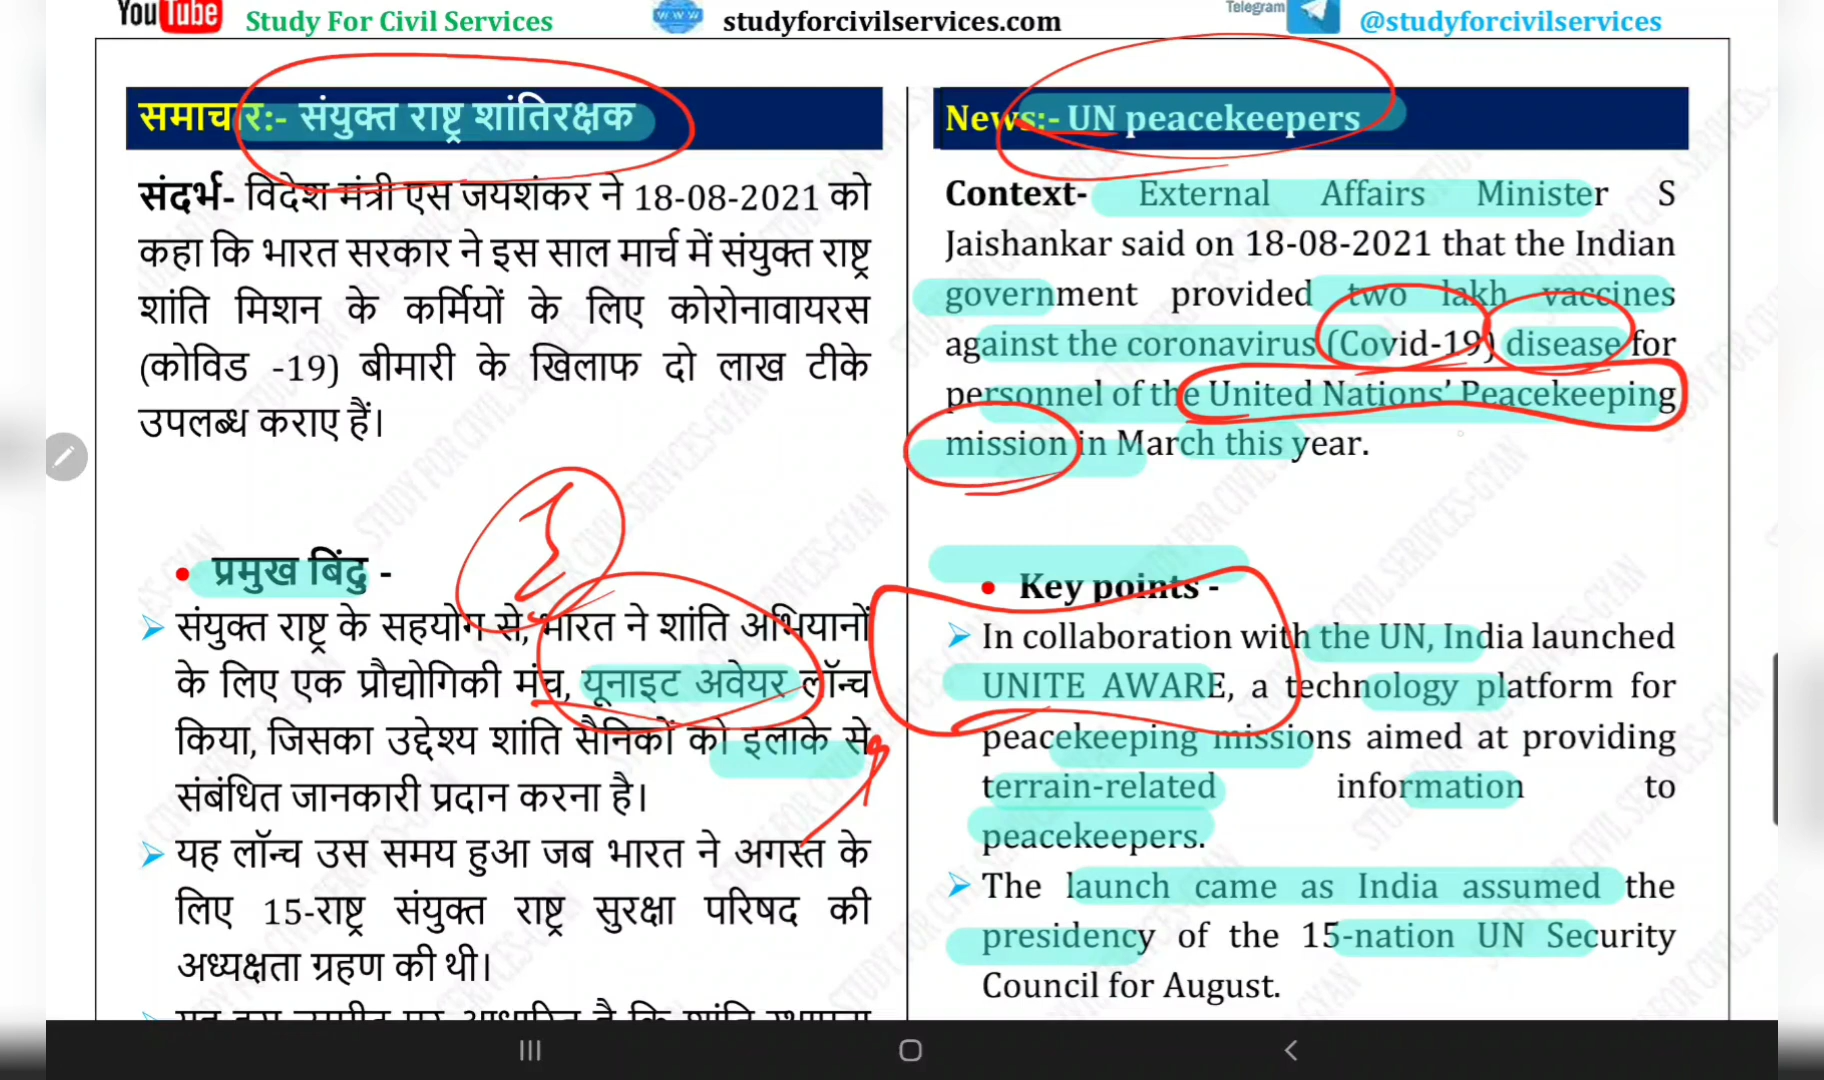 YouTube Study For Civil Services studyforcivilservices.com Telegram @studyforcivilservices
समाचार:- संयुक्त राष्ट्र शांतिरक्षक
संदर्भ- विदेश मंत्री एस जयशंकर ने 18-08-2021 को
कहा कि भारत सरकार ने इस साल मार्च में संयुक्त राष्ट्र
शांति मिशन के कर्मियों के लिए कोरोनावायरस
(कोविड -19) बीमारी के खिलाफ दो लाख टीके
उपलब्ध कराए हैं।
• प्रमुख बिंदु -
संयुक्त राष्ट्र के सहयोग से, भारत ने शांति अभियानों
के लिए एक प्रौद्योगिकी मंच, यूनाइट अवेयर लॉन्च
किया, जिसका उद्देश्य शांति सैनिकों को इलाके से
संबंधित जानकारी प्रदान करना है।
यह लॉन्च उस समय हुआ जब भारत ने अगस्त के
लिए 15-राष्ट्र संयुक्त राष्ट्र सुरक्षा परिषद की
अध्यक्षता ग्रहण की थी।
News:- UN peacekeepers
Context- External Affairs Minister S
Jaishankar said on 18-08-2021 that the Indian
government provided two lakh vaccines
against the coronavirus (Covid-19) disease for
personnel of the United Nations’ Peacekeeping
mission in March this year.
• Key points -
In collaboration with the UN, India launched
UNITE AWARE, a technology platform for
peacekeeping missions aimed at providing
terrain-related information to
peacekeepers.
The launch came as India assumed the
presidency of the 15-nation UN Security
Council for August.